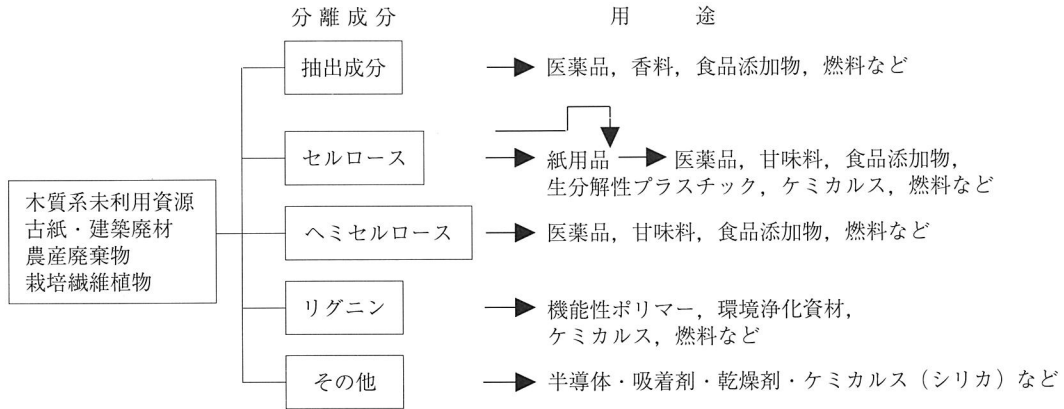 分離成分
用途
抽出成分
医薬品，香料，食品添加物，燃料など
セルロース
紙用品
医薬品，甘味料，食品添加物，
生分解性プラスチック，ケミカルス，燃料など
木質系未利用資源
古紙・建築廃材
農産廃棄物
栽培繊維植物
ヘミセルロース
医薬品，甘味料，食品添加物，燃料など
リグニン
機能性ポリマー，環境浄化資材，
ケミカルス，燃料など
その他
半導体・吸着剤・乾燥剤・ケミカルス（シリカ）など